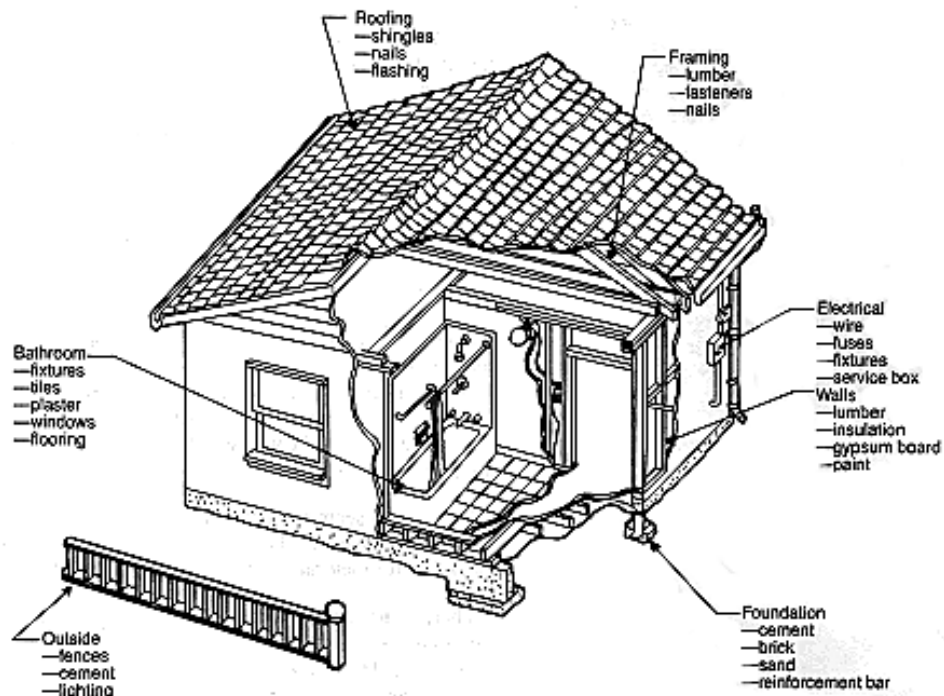 Roofing
—shingles
—nails
—flashing
Framing
—lumber
—fasteners
—nails
Electrical
—wire
—fuses
—fixtures
—service box
Walls
—lumber
—insulation
—gypsum board
—paint
Bathroom
—fixtures
—tiles
—plaster
—windows
—flooring
Foundation
—cement
—brick
—sand
—reinforcement bar
Outside
—fences
—cement
—lighting